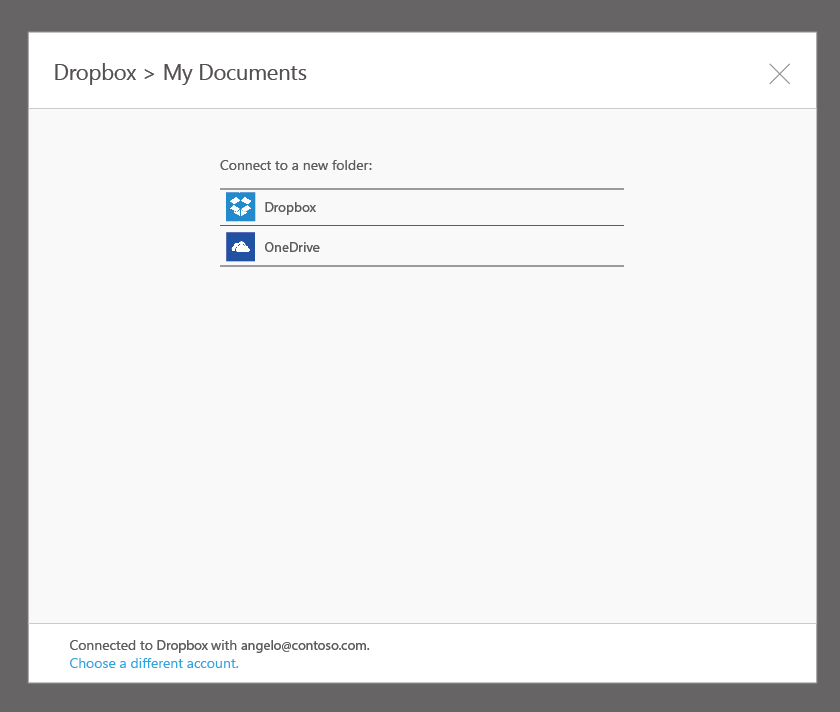 Dropbox > My Documents
Connect to a new folder:
Dropbox
OneDrive
Connected to Dropbox with angelo@contoso.com.
Choose a different account.